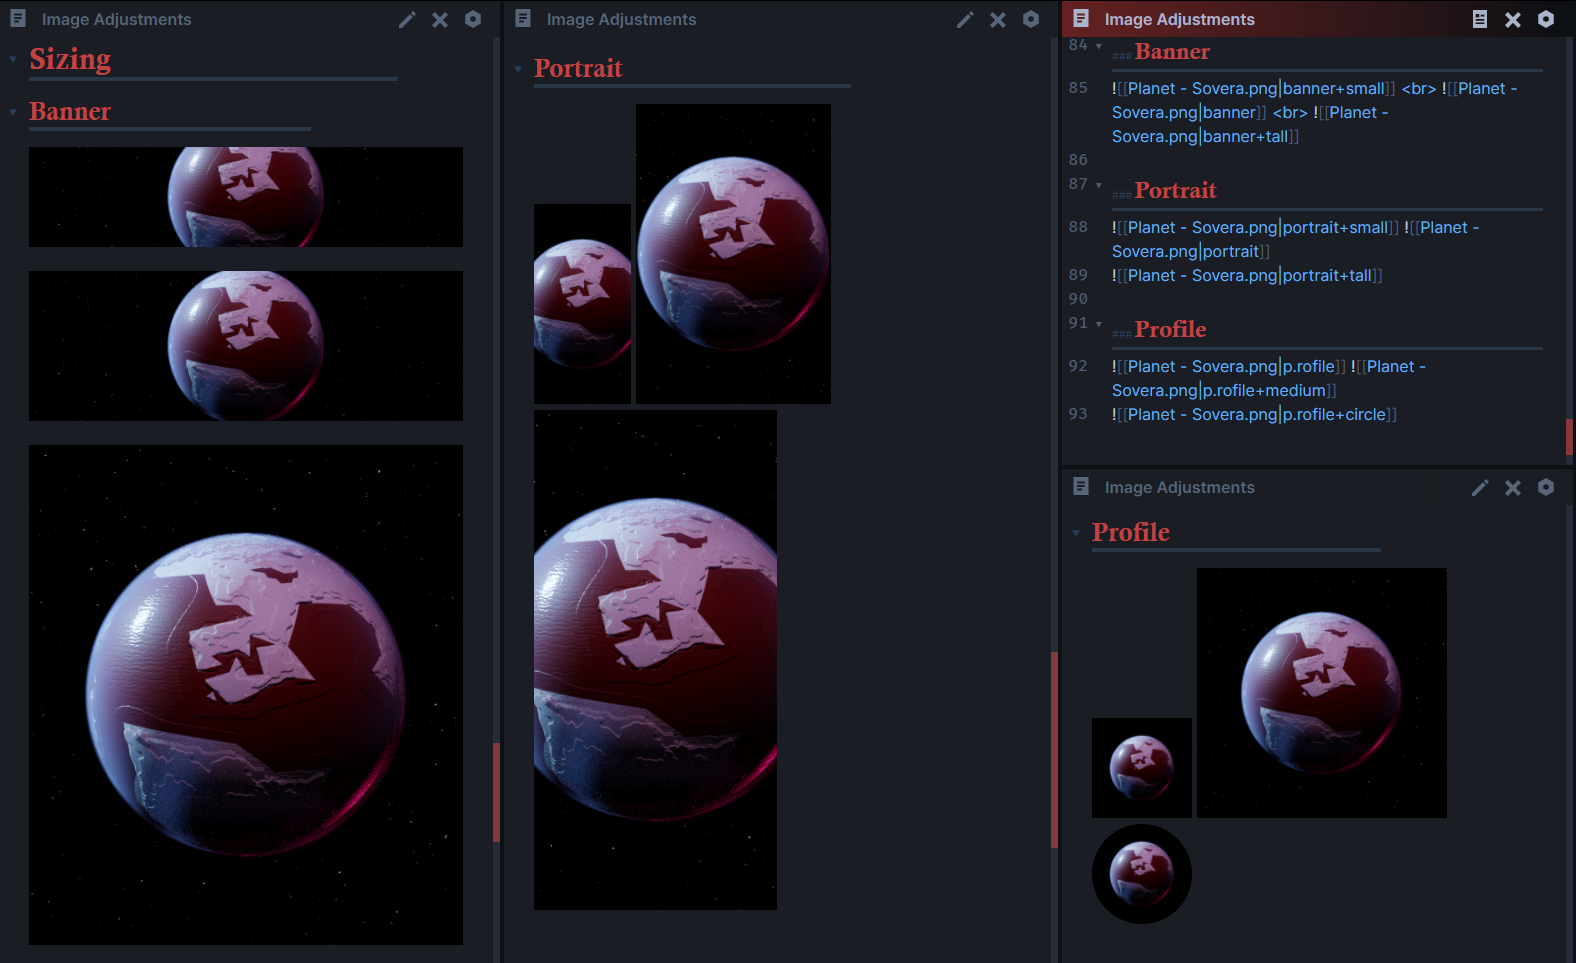 Image Adjustments
Sizing
Banner
Image Adjustments
Portrait
Image Adjustments
84 ### Banner
85 ![[Planet - Sovera.png|banner+small]] <br> ![[Planet -
Sovera.png|banner]] <br> ![[Planet -
Sovera.png|banner+tall]]
86
87 ### Portrait
88 ![[Planet - Sovera.png|portrait+small]] ![[Planet -
Sovera.png|portrait]]
89 ![[Planet - Sovera.png|portrait+tall]]
90
91 ### Profile
92 ![[Planet - Sovera.png|p.rofile]] ![[Planet -
Sovera.png|p.rofile+medium]]
93 ![[Planet - Sovera.png|p.rofile+circle]]
Image Adjustments
Profile